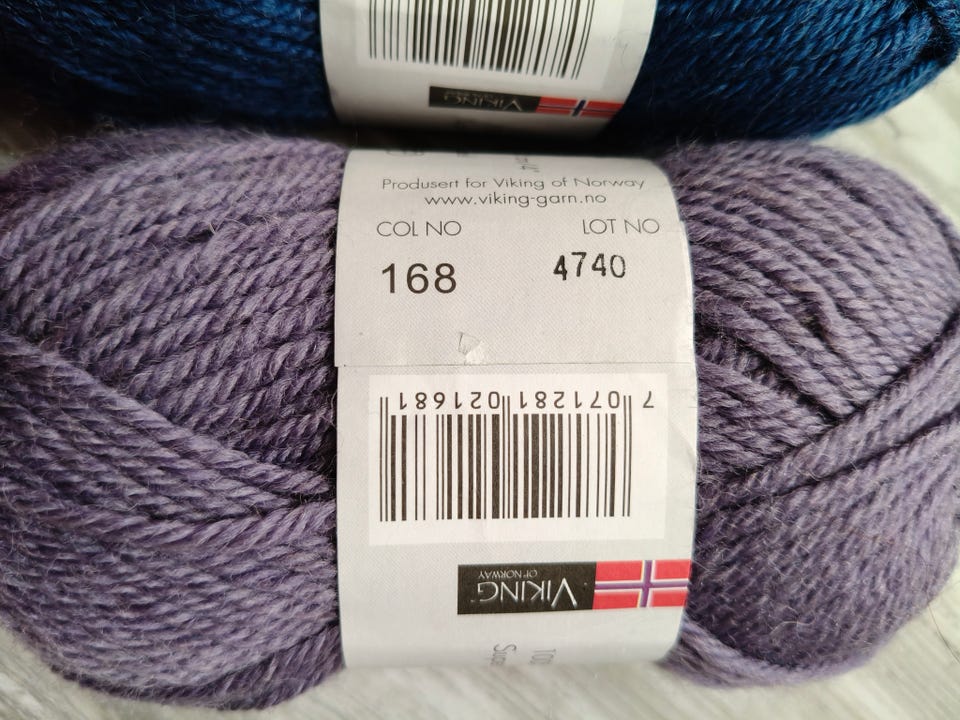 VIKING
Produsert for Viking of Norway
www.viking-garn.no
COL NO LOT NO
168 4740
7 071281 021681
VIKING
OF NORWAY